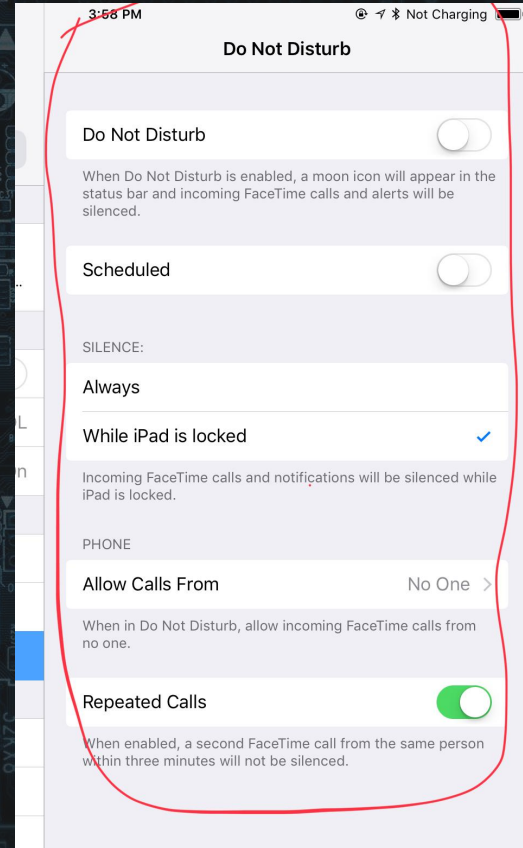 3:58 PM
Not Charging
Do Not Disturb
Do Not Disturb
When Do Not Disturb is enabled, a moon icon will appear in the
status bar and incoming FaceTime calls and alerts will be
silenced.
Scheduled
..
SILENCE:
Always
L
While iPad is locked
n
Incoming FaceTime calls and notifications will be silenced while
iPad is locked.
PHONE
Allow Calls From No One
When in Do Not Disturb, allow incoming FaceTime calls from
no one.
Repeated Calls
When enabled, a second FaceTime call from the same person
within three minutes will not be silenced.